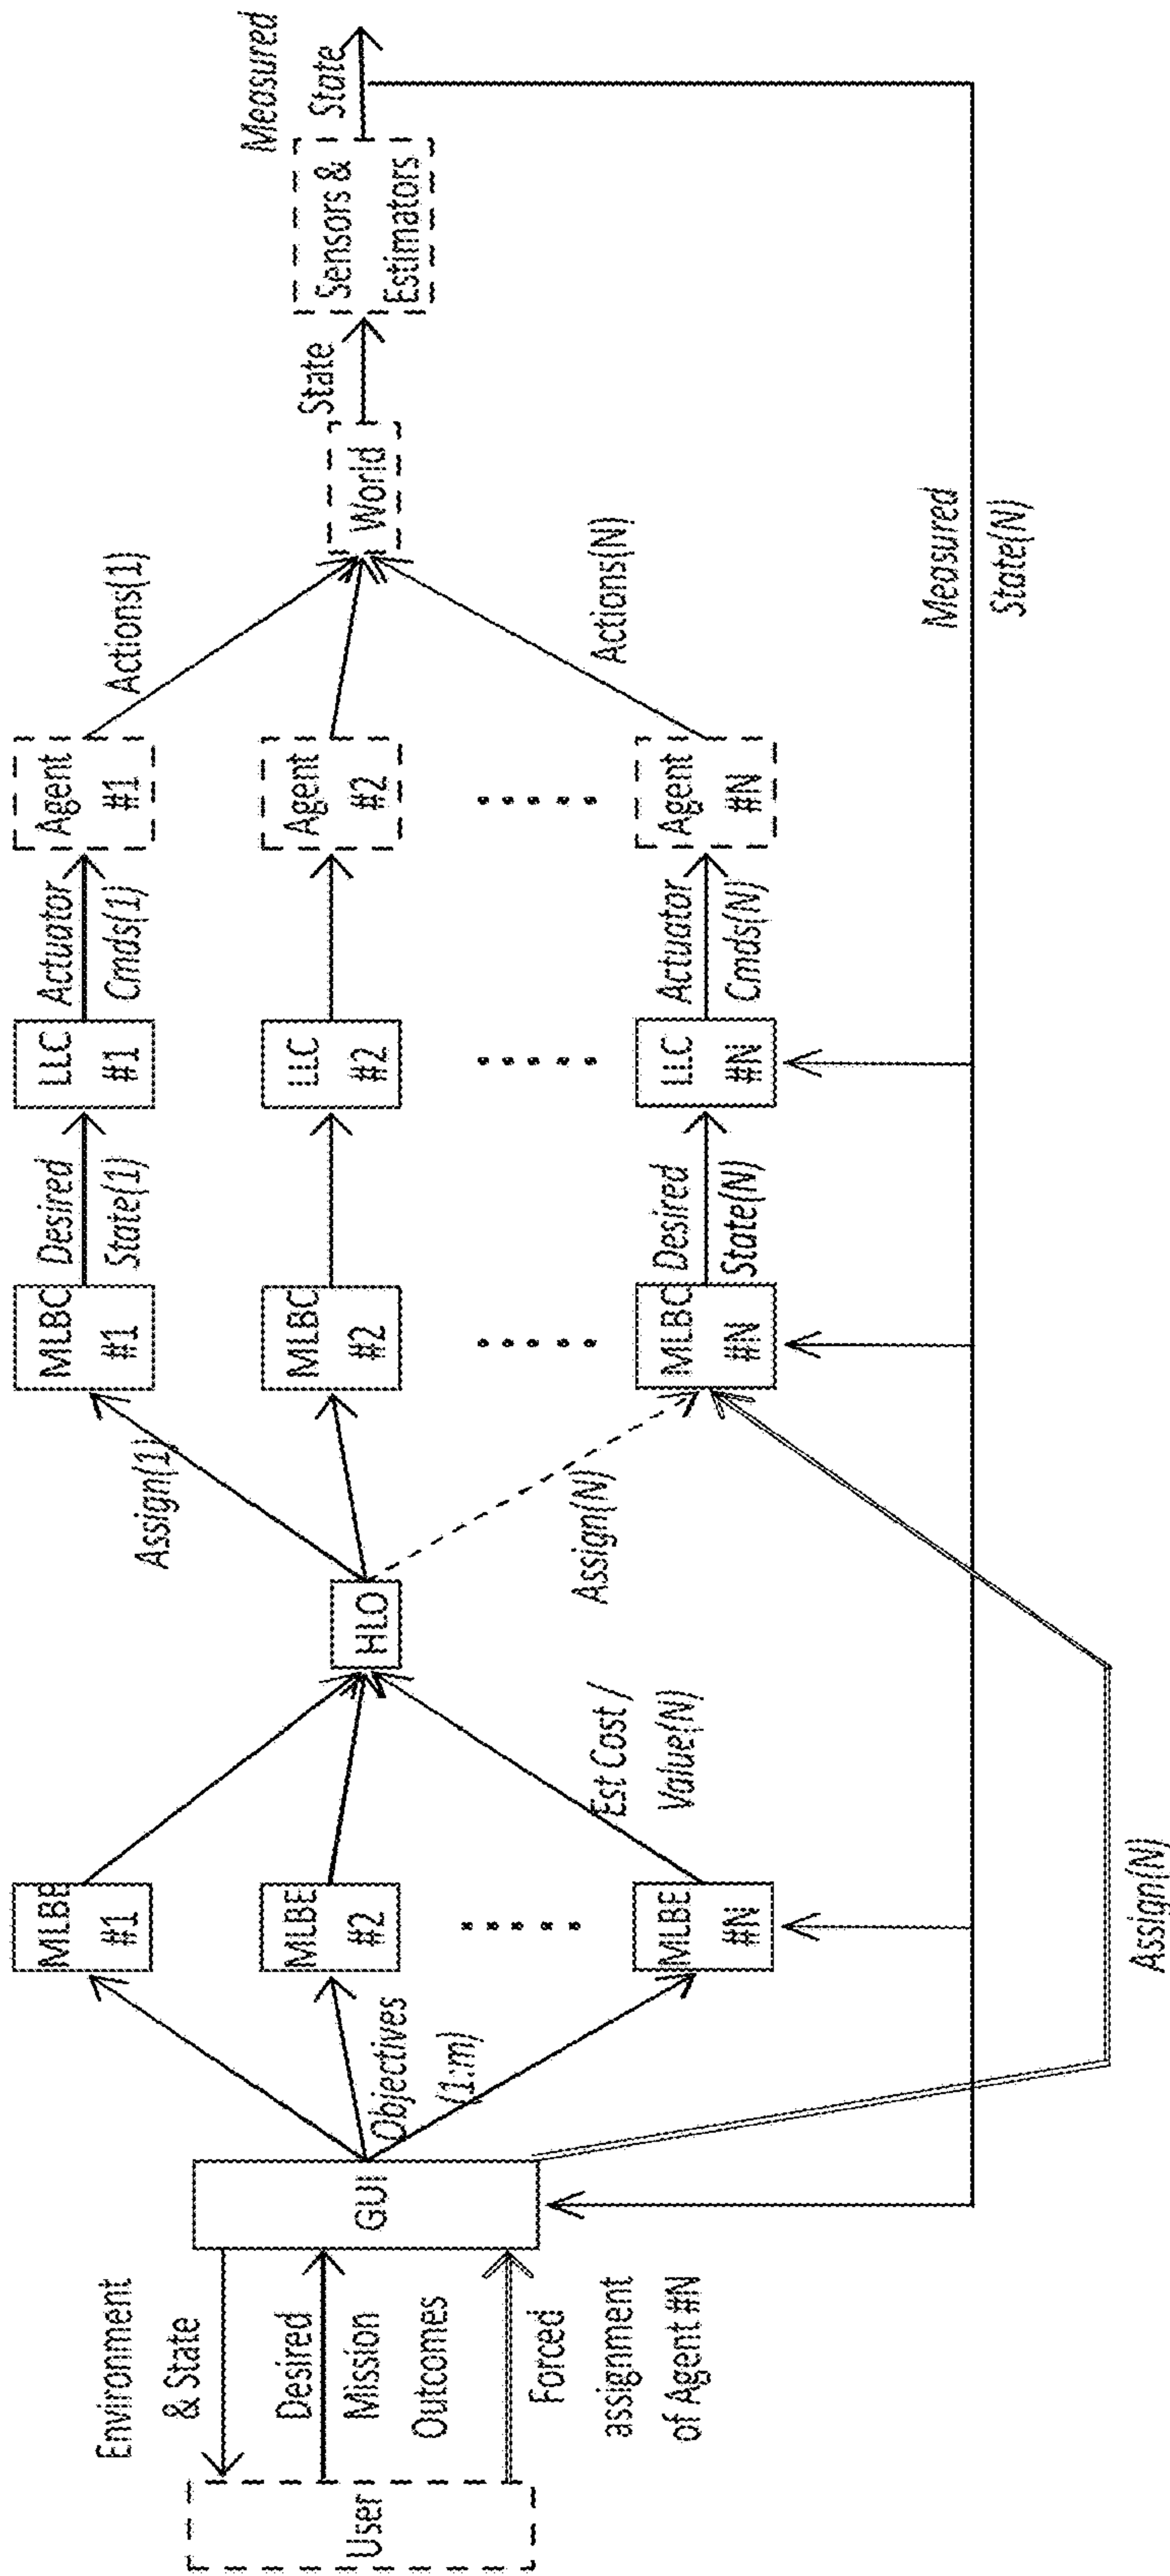 User
Environment
& State
Desired
Mission
Outcomes
Forced
assignment
of Agent #N
GUI
Objectives
(1:m)
MLBE
#1
MLBE
#2
MLBE
#N
Est Cost /
Value(N)
HLO
Assign(1)
Assign(N)
Assign(N)
MLBC
#1
MLBC
#2
MLBC
#N
Desired
State(1)
Desired
State(N)
LLC
#1
LLC
#2
LLC
#N
Actuator
Cmds(1)
Actuator
Cmds(N)
Agent
#1
Agent
#2
Agent
#N
Actions(1)
Actions(N)
World
State
Sensors &
Estimators
Measured
State
Measured
State(N)